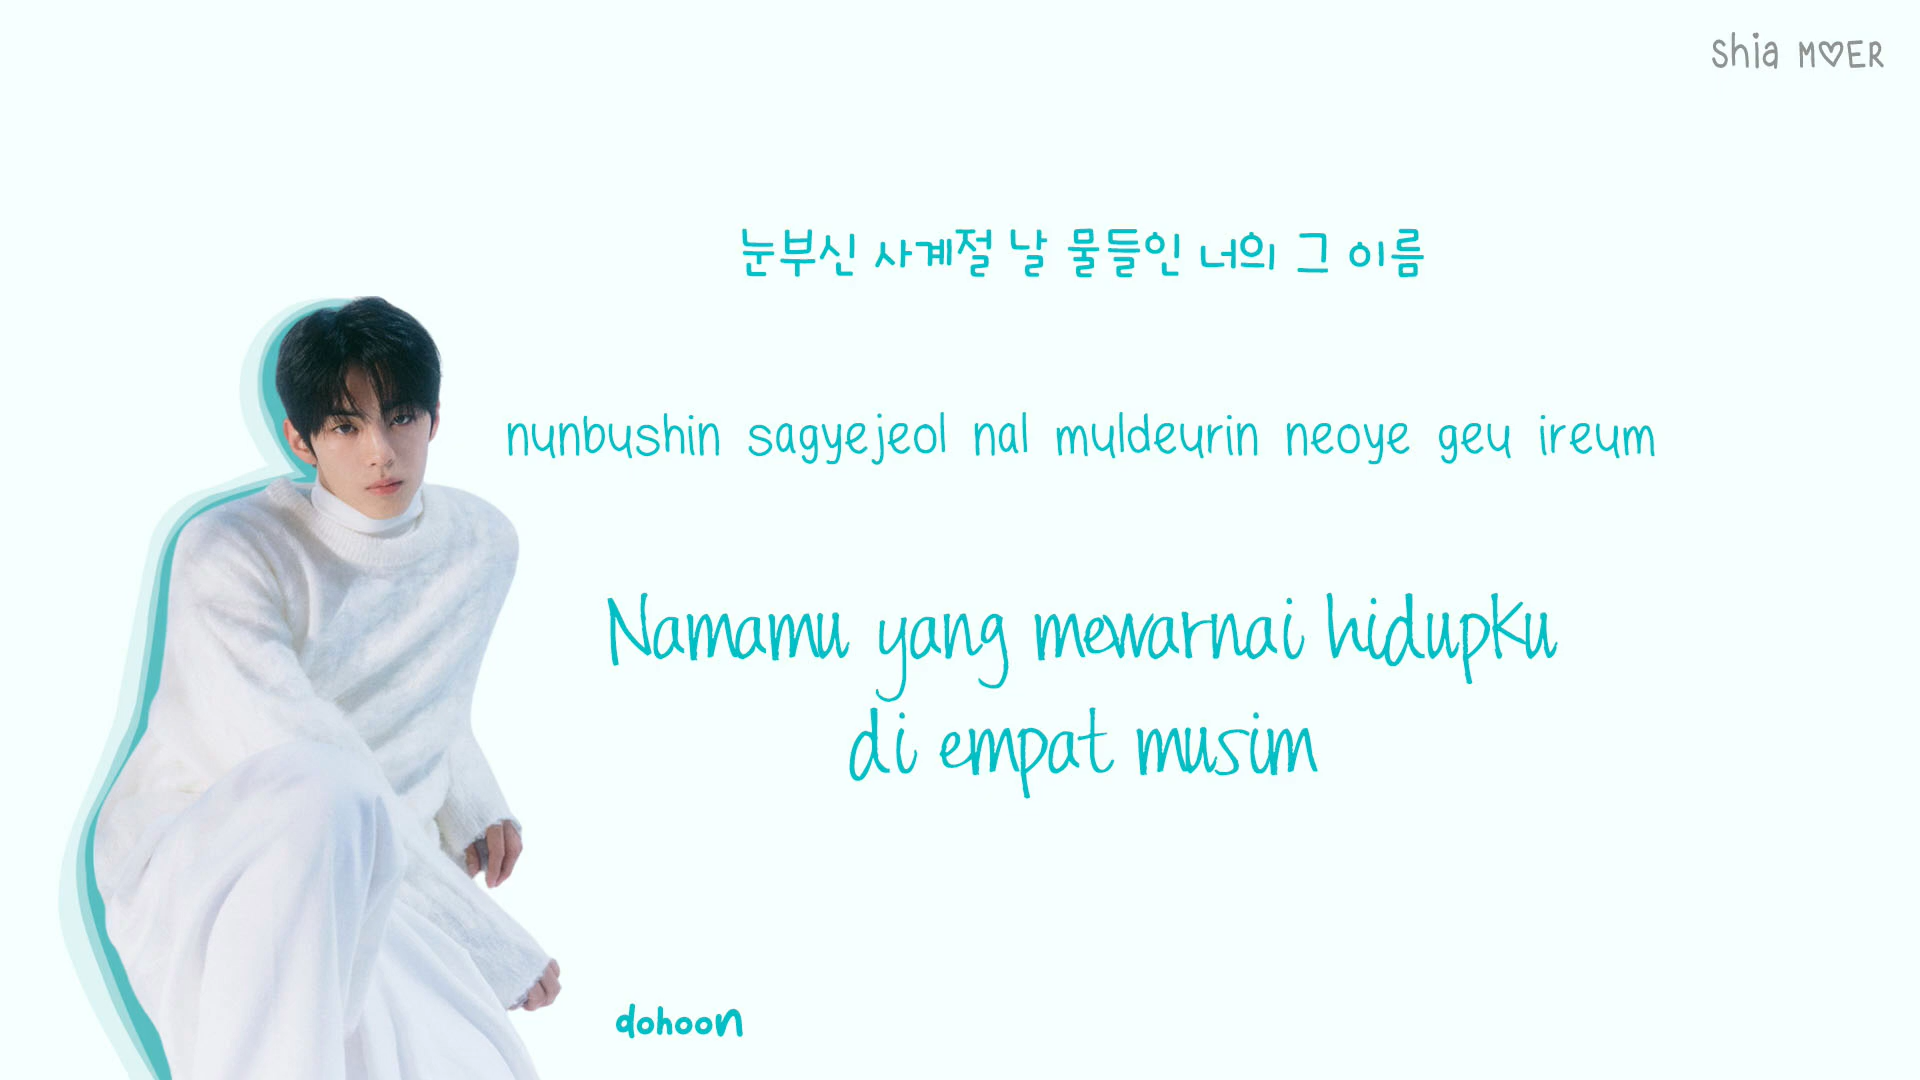 Shia M♡ER
눈부신 사계절 날 물들인 너의 그 이름
nunbushin sagyejeol nal muldeurin neoye geu ireum
Namamu yang mewarnai hidupku
di empat musim
dohoon